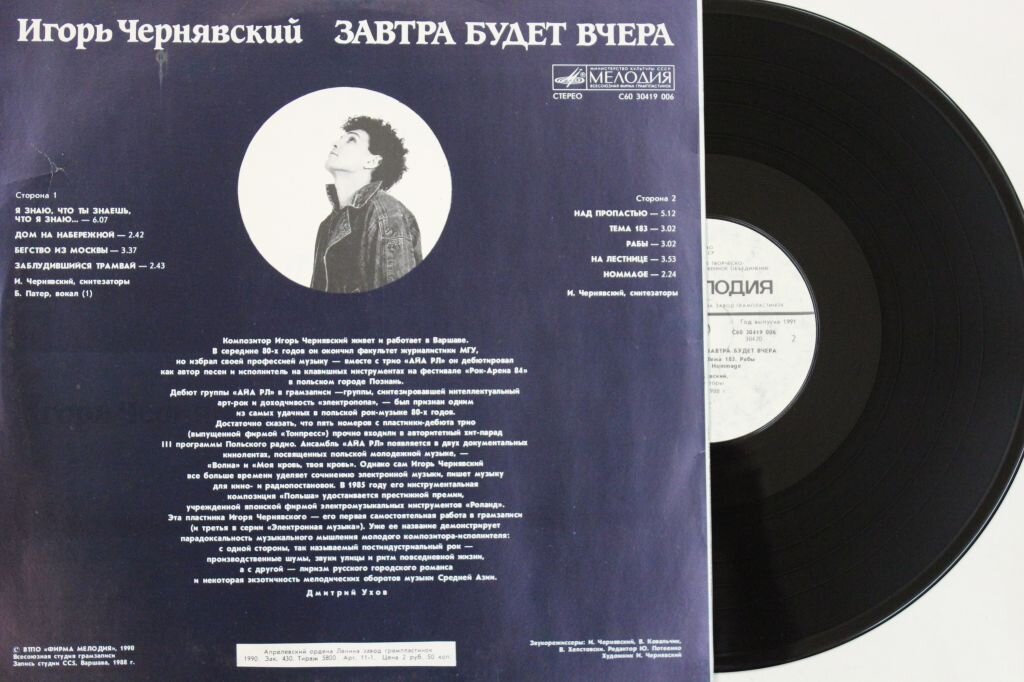 Игорь Чернявский ЗАВТРА БУДЕТ ВЧЕРА
МИНИСТЕРСТВО КУЛЬТУРЫ СССР
МЕЛОДИЯ
ВСЕСОЮЗНАЯ ФИРМА ГРАМПЛАСТИНОК
СТЕРЕО С60 30419 006
Сторона 1
Я ЗНАЮ, ЧТО ТЫ ЗНАЕШЬ,
ЧТО Я ЗНАЮ... — 6.07
ДОМ НА НАБЕРЕЖНОЙ — 2.42
БЕГСТВО ИЗ МОСКВЫ — 3.37
ЗАБЛУДИВШИЙСЯ ТРАМВАЙ — 2.43
И. Чернявский, синтезаторы
Б. Патер, вокал (1)
Сторона 2
НАД ПРОПАСТЬЮ — 5.12
ТЕМА 183 — 3.02
РАБЫ — 3.02
НА ЛЕСТНИЦЕ — 3.53
HOMMAGE — 2.24
И. Чернявский, синтезаторы
Композитор Игорь Чернявский живет и работает в Варшаве.
В середине 80-х годов он окончил факультет журналистики МГУ,
но избрал своей профессией музыку — вместе с трио «АЙА РЛ» он дебютировал
как автор песен и исполнитель на клавишных инструментах на фестивале «Рок-Арена 84»
в польском городе Познань.
Дебют группы «АЙА РЛ» в грамзаписи —группы, синтезировавшей интеллектуальный
арт-рок и доходчивость «электропопа», — был признан одним
из самых удачных в польской рок-музыке 80-х годов.
Достаточно сказать, что пять номеров с пластинки-дебюта трио
(выпущенной фирмой «Тонпресс») прочно входили в авторитетный хит-парад
III программы Польского радио. Ансамбль «АЙА РЛ» появляется в двух документальных
кинолентах, посвященных польской молодежной музыке, —
«Волна» и «Моя кровь, твоя кровь». Однако сам Игорь Чернявский
все больше времени уделяет сочинению электронной музыки, пишет музыку
для кино- и радиопостановок. В 1985 году его инструментальная
композиция «Польша» удостаивается престижной премии,
учрежденной японской фирмой электромузыкальных инструментов «Роланд».
Эта пластинка Игоря Чернявского — его первая самостоятельная работа в грамзаписи
(и третья в серии «Электронная музыка»). Уже ее название демонстрирует
парадоксальность музыкального мышления молодого композитора-исполнителя:
с одной стороны, так называемый постиндустриальный рок —
производственные шумы, звуки улицы и ритм повседневной жизни,
а с другой — лиризм русского городского романса
и некоторая экзотичность мелодических оборотов музыки Средней Азии.
Дмитрий Ухов
© ВТПО «ФИРМА МЕЛОДИЯ», 1990
Всесоюзная студия грамзаписи
Запись студии CCS, Варшава, 1988 г.
Апрелевский ордена Ленина завод грампластинок
1990. Зак. 430. Тираж 5800 Арт. 11-1. Цена 2 руб. 50 коп.
Звукорежиссеры: И. Чернявский, В. Ковальчик,
В. Хелстовски. Редактор Ю. Потеенко
Художник И. Чернявский
ЛОДИЯ
ЗАВОД ГРАМПЛАСТИНОК
Год выпуска 1991
С60 30419 006
30420 2
ЗАВТРА БУДЕТ ВЧЕРА
183. Рабы
Hommage